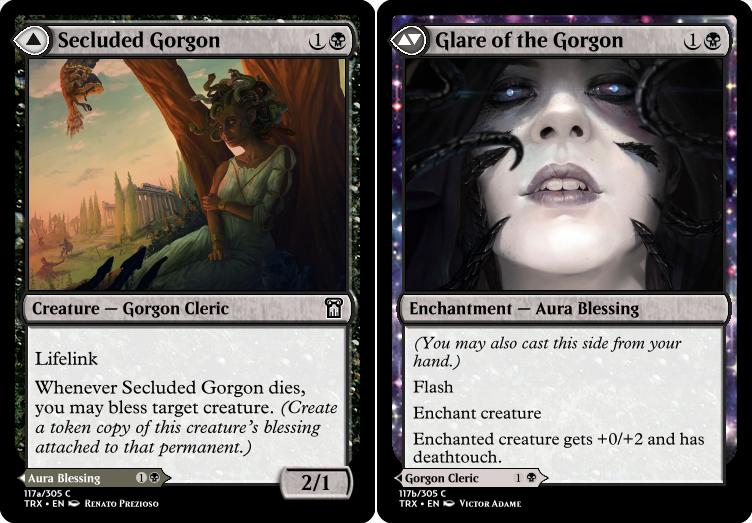 Secluded Gorgon 1
Creature — Gorgon Cleric
Lifelink
Whenever Secluded Gorgon dies,
you may bless target creature. (Create
a token copy of this creature's blessing
attached to that permanent.)
Aura Blessing 1
2/1
117a/305 C
TRX • EN Renato Prezioso
Glare of the Gorgon 1
Enchantment — Aura Blessing
(You may also cast this side from your
hand.)
Flash
Enchant creature
Enchanted creature gets +0/+2 and has
deathtouch.
Gorgon Cleric 1
117b/305 C
TRX • EN Victor Adame